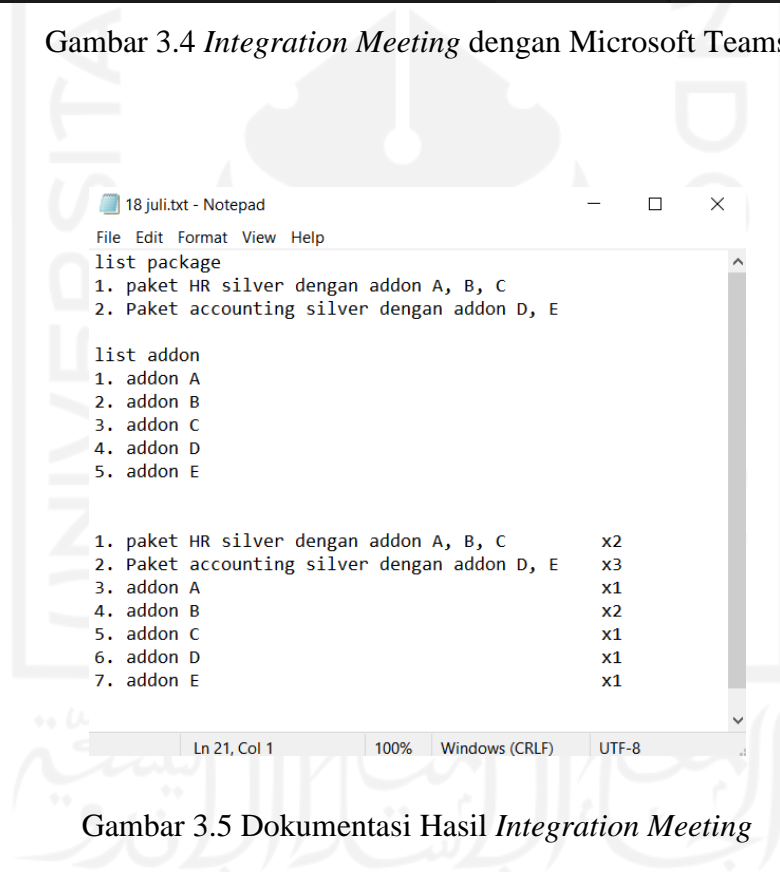 Gambar 3.4 Integration Meeting dengan Microsoft Teams
18 juli.txt - Notepad
File Edit Format View Help
list package
1. paket HR silver dengan addon A, B, C
2. Paket accounting silver dengan addon D, E
list addon
1. addon A
2. addon B
3. addon C
4. addon D
5. addon E
1. paket HR silver dengan addon A, B, C x2
2. Paket accounting silver dengan addon D, E x3
3. addon A x1
4. addon B x2
5. addon C x1
6. addon D x1
7. addon E x1
Ln 21, Col 1 100% Windows (CRLF) UTF-8
Gambar 3.5 Dokumentasi Hasil Integration Meeting